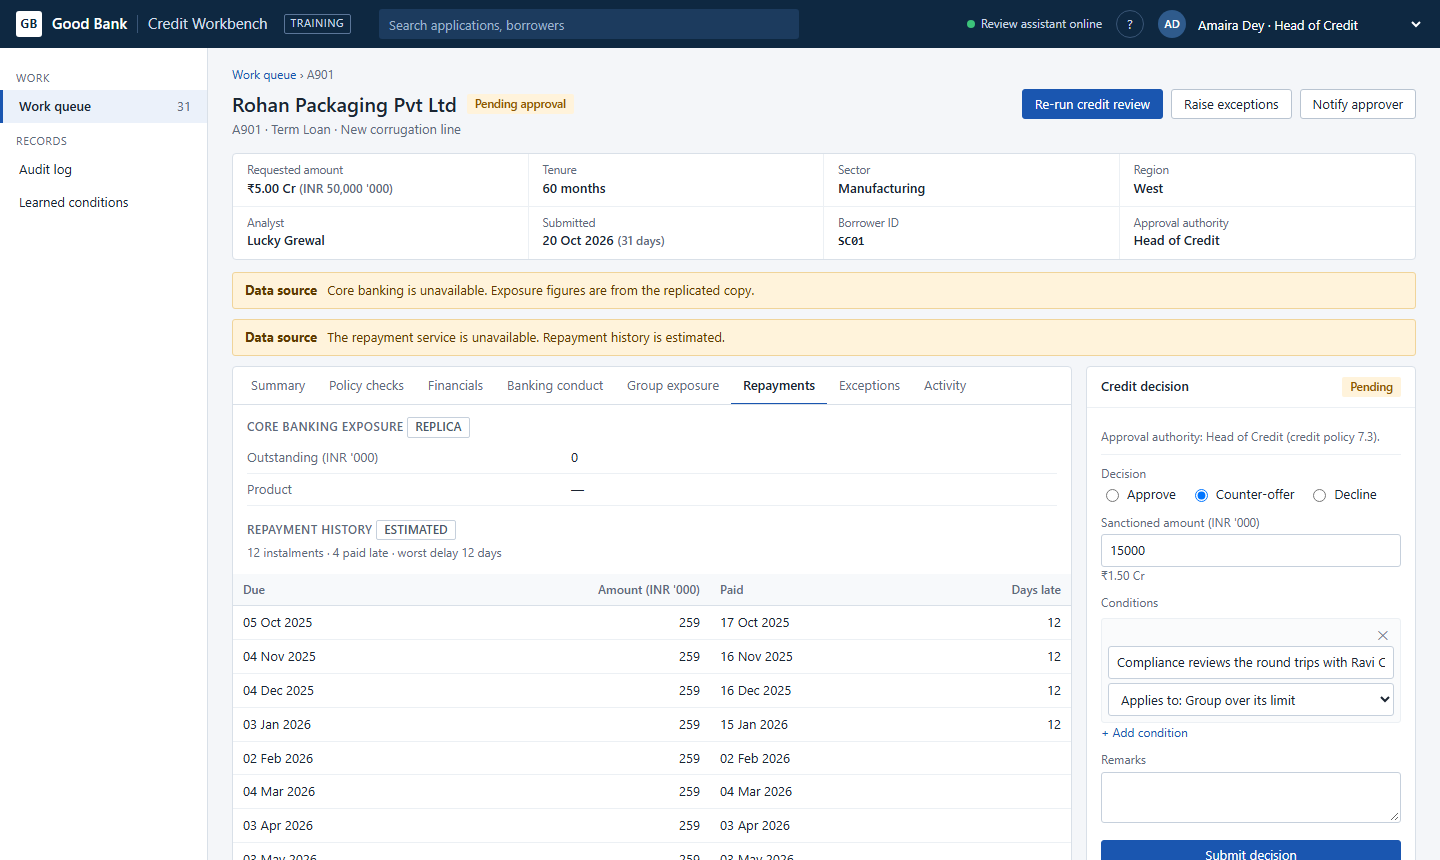 GB Good Bank Credit Workbench TRAINING Search applications, borrowers Review assistant online ? AD Amaira Dey · Head of Credit
WORK
Work queue 31
RECORDS
Audit log
Learned conditions
Work queue › A901
Rohan Packaging Pvt Ltd Pending approval
A901 · Term Loan · New corrugation line
Re-run credit review Raise exceptions Notify approver
Requested amount
₹5.00 Cr (INR 50,000 '000)
Tenure
60 months
Sector
Manufacturing
Region
West
Analyst
Lucky Grewal
Submitted
20 Oct 2026 (31 days)
Borrower ID
SC01
Approval authority
Head of Credit
Data source Core banking is unavailable. Exposure figures are from the replicated copy.
Data source The repayment service is unavailable. Repayment history is estimated.
Summary Policy checks Financials Banking conduct Group exposure Repayments Exceptions Activity
CORE BANKING EXPOSURE REPLICA
Outstanding (INR '000) 0
Product —
REPAYMENT HISTORY ESTIMATED
12 instalments · 4 paid late · worst delay 12 days
Due Amount (INR '000) Paid Days late
05 Oct 2025 259 17 Oct 2025 12
04 Nov 2025 259 16 Nov 2025 12
04 Dec 2025 259 16 Dec 2025 12
03 Jan 2026 259 15 Jan 2026 12
02 Feb 2026 259 02 Feb 2026
04 Mar 2026 259 04 Mar 2026
03 Apr 2026 259 03 Apr 2026
03 May 2026 259 03 May 2026
Credit decision Pending
Approval authority: Head of Credit (credit policy 7.3).
Decision
Approve Counter-offer Decline
Sanctioned amount (INR '000)
15000
₹1.50 Cr
Conditions
Compliance reviews the round trips with Ravi C
Applies to: Group over its limit
+ Add condition
Remarks
Submit decision